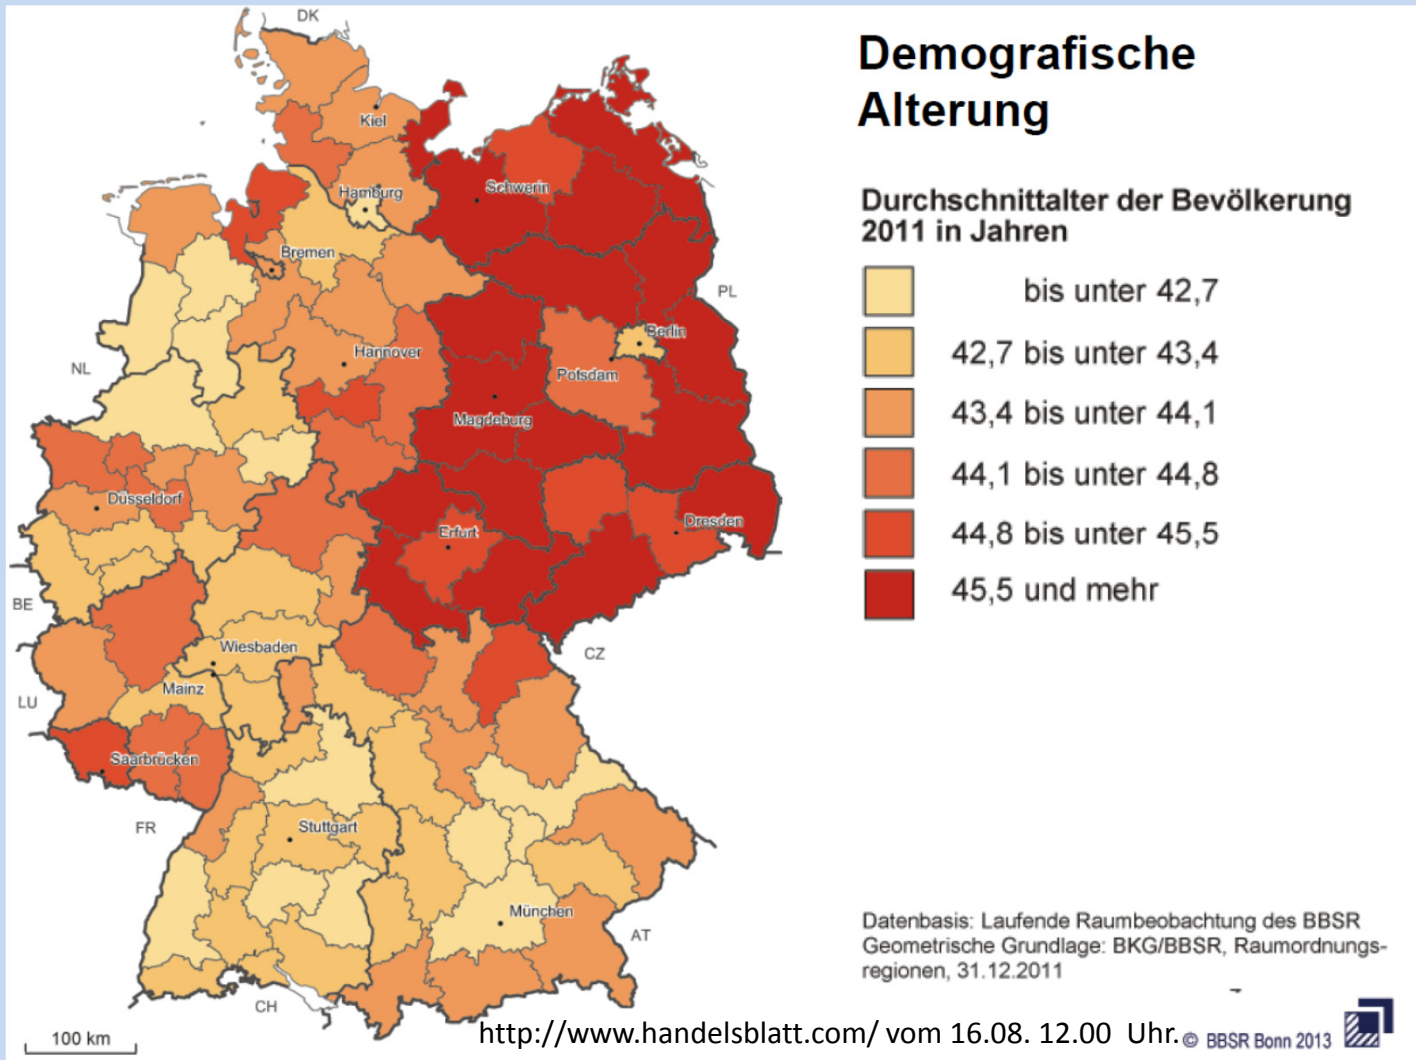 Demografische
Alterung
Durchschnittalter der Bevölkerung
2011 in Jahren
bis unter 42,7
42,7 bis unter 43,4
43,4 bis unter 44,1
44,1 bis unter 44,8
44,8 bis unter 45,5
45,5 und mehr
DK
Kiel
Schwerin
Hamburg
Bremen
PL
Berlin
Hannover
NL
Potsdam
Magdeburg
Düsseldorf
Dresden
Erfurt
BE
Wiesbaden
CZ
Mainz
LU
Saarbrücken
FR
Stuttgart
München
AT
CH
100 km
Datenbasis: Laufende Raumbeobachtung des BBSR
Geometrische Grundlage: BKG/BBSR, Raumordnungs-
regionen, 31.12.2011
http://www.handelsblatt.com/ vom 16.08. 12.00 Uhr.
© BBSR Bonn 2013